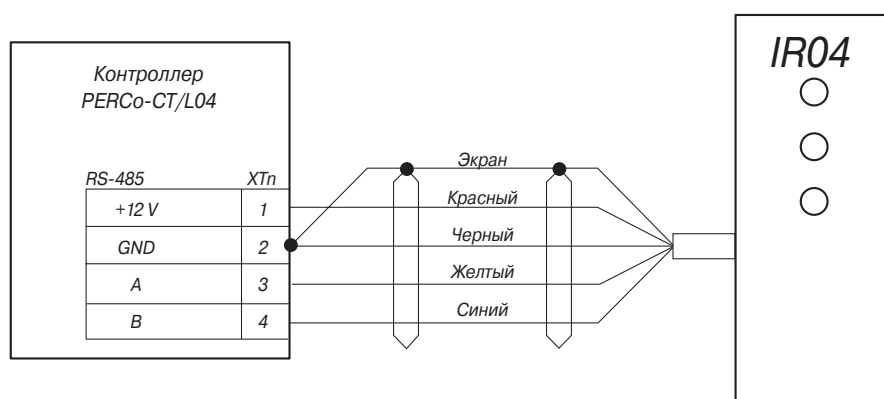 Контроллер
PERCo-CT/L04
RS-485 XTn
+12 V 1
GND 2
A 3
B 4
Экран
Красный
Черный
Желтый
Синий
IR04